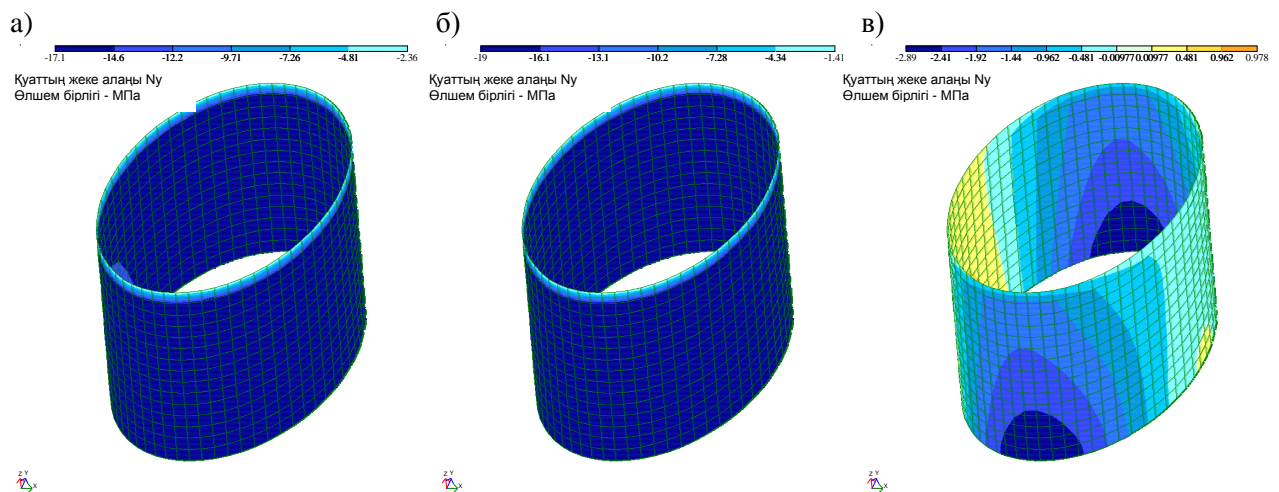 а)
-17.1 -14.6 -12.2 -9.71 -7.26 -4.81 -2.36
Қуаттың жеке алаңы Ny
Өлшем бірлігі - МПа
Z Y X
б)
-19 -16.1 -13.1 -10.2 -7.28 -4.34 -1.41
Қуаттың жеке алаңы Ny
Өлшем бірлігі - МПа
Z Y X
в)
-2.89 -2.41 -1.92 -1.44 -0.962 -0.481 -0.00977 0.00977 0.481 0.962 0.978
Қуаттың жеке алаңы Ny
Өлшем бірлігі - МПа
Z Y X